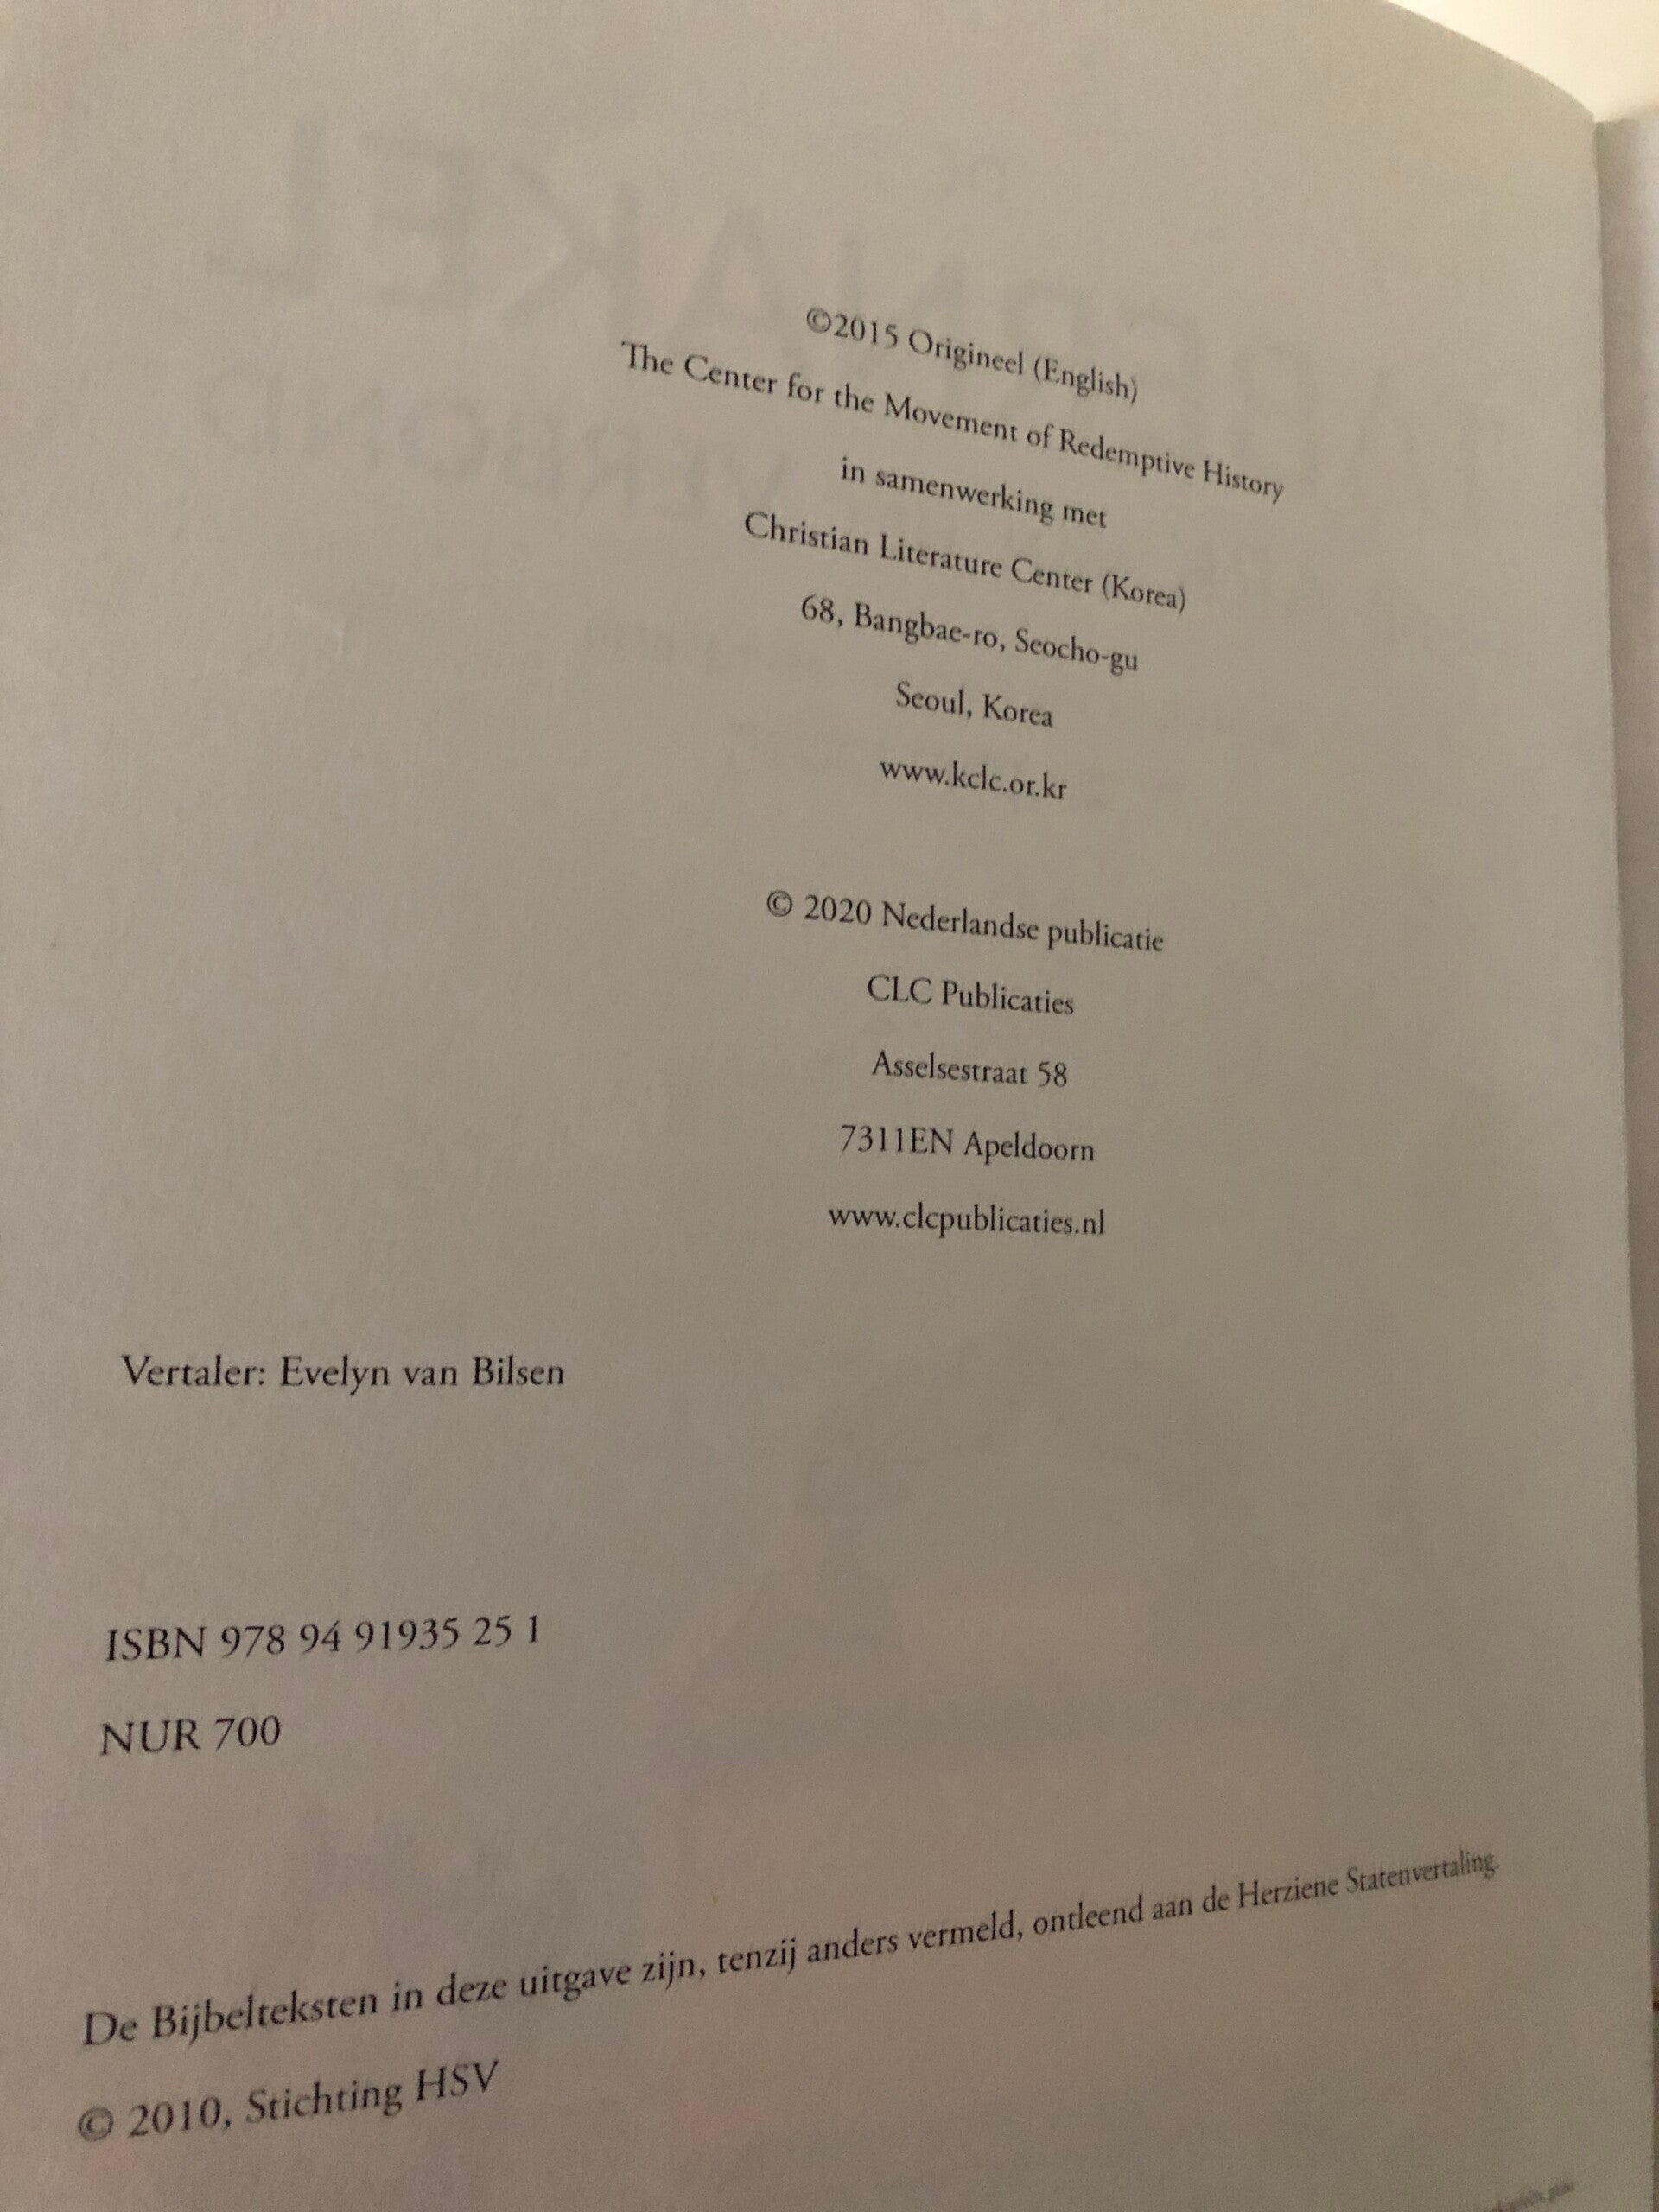 ©2015 Origineel (English)
The Center for the Movement of Redemptive History
in samenwerking met
Christian Literature Center (Korea)
68, Bangbae-ro, Seocho-gu
Seoul, Korea
www.kclc.or.kr
© 2020 Nederlandse publicatie
CLC Publicaties
Asselsestraat 58
7311EN Apeldoorn
www.clcpublicaties.nl
Vertaler: Evelyn van Bilsen
ISBN 978 94 91935 25 1
NUR 700
De Bijbelteksten in deze uitgave zijn, tenzij anders vermeld, ontleend aan de Herziene Statenvertaling.
© 2010, Stichting HSV